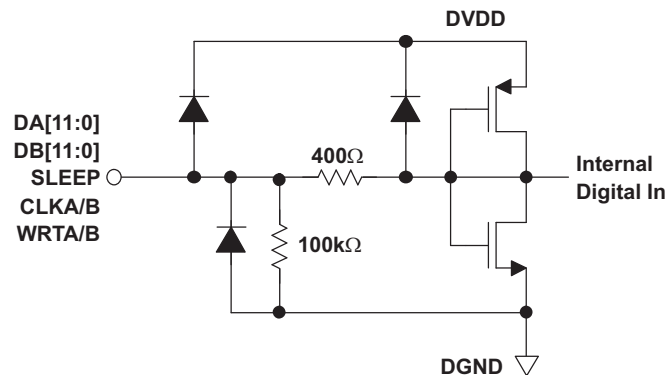 DVDD
DA[11:0]
DB[11:0]
SLEEP
CLKA/B
WRTA/B
400Ω
100kΩ
Internal
Digital In
DGND